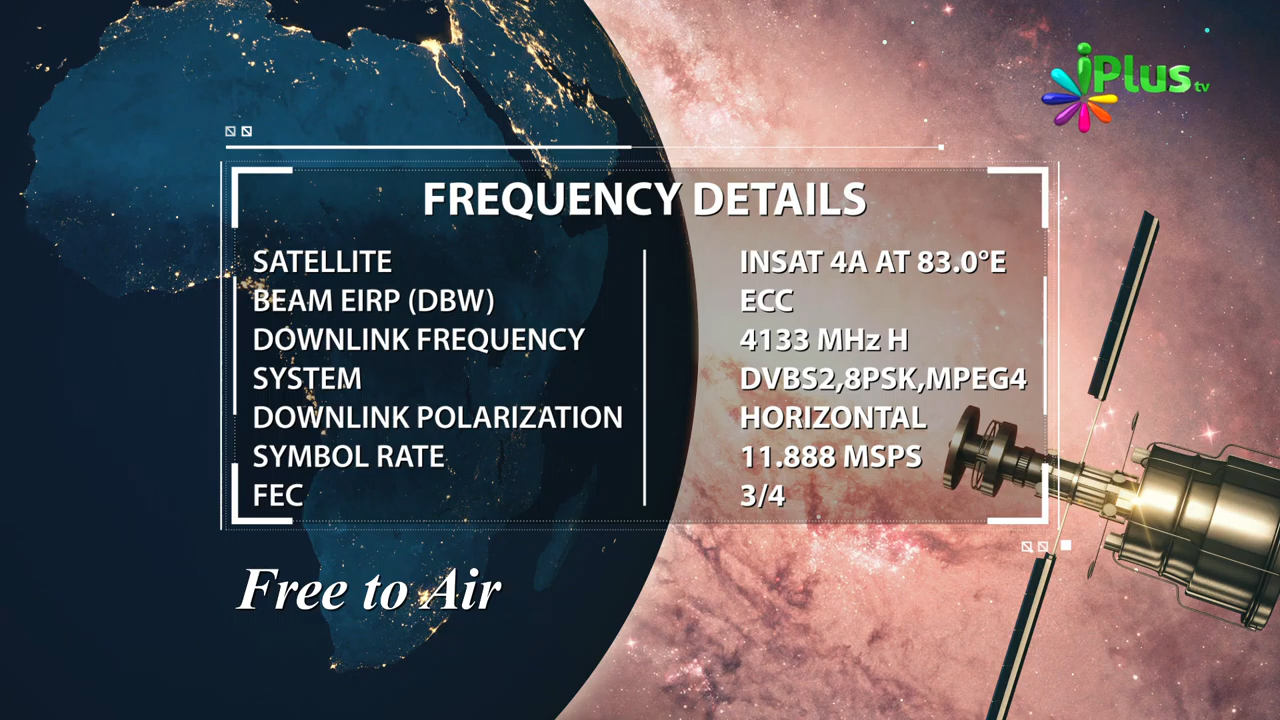 iPlus tv
FREQUENCY DETAILS
SATELLITE INSAT 4A AT 83.0°E
BEAM EIRP (DBW) ECC
DOWNLINK FREQUENCY 4133 MHz H
SYSTEM DVBS2,8PSK,MPEG4
DOWNLINK POLARIZATION HORIZONTAL
SYMBOL RATE 11.888 MSPS
FEC 3/4
Free to Air